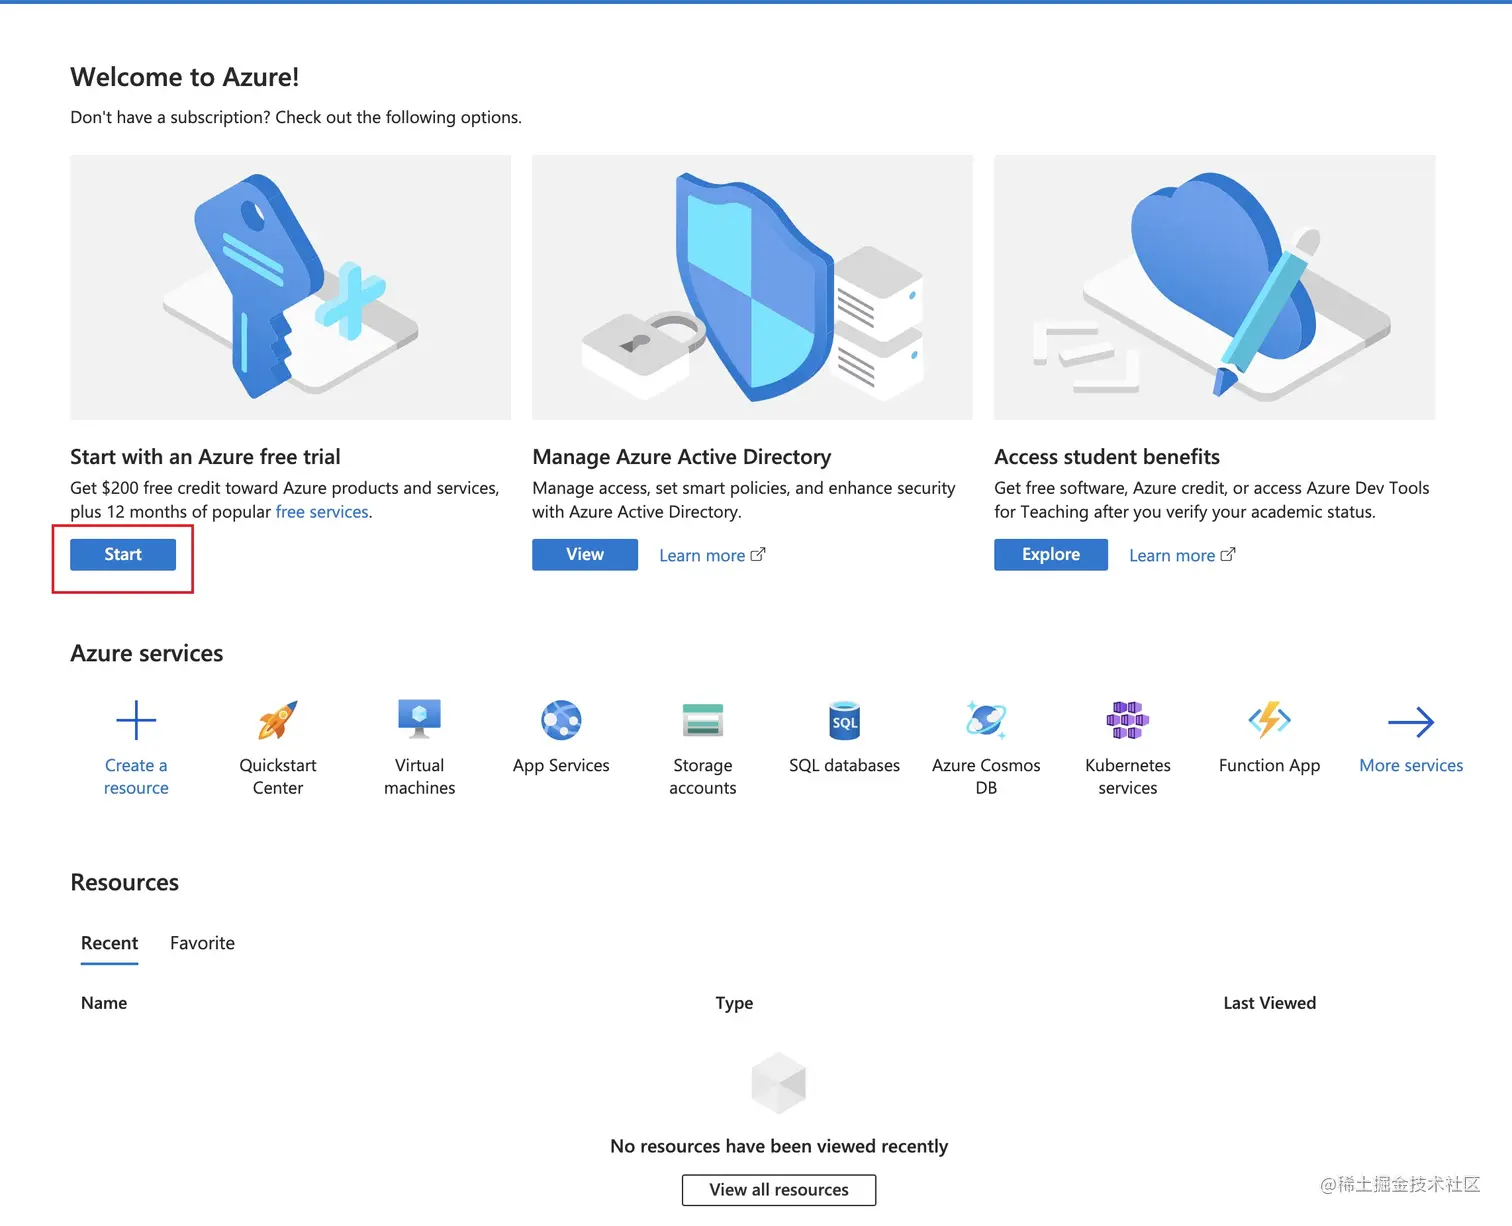 Welcome to Azure!
Don't have a subscription? Check out the following options.
Start with an Azure free trial
Get $200 free credit toward Azure products and services,
plus 12 months of popular free services.
Start
Manage Azure Active Directory
Manage access, set smart policies, and enhance security
with Azure Active Directory.
View
Learn more
Access student benefits
Get free software, Azure credit, or access Azure Dev Tools
for Teaching after you verify your academic status.
Explore
Learn more
Azure services
Create a
resource
Quickstart
Center
Virtual
machines
App Services
Storage
accounts
SQL
SQL databases
Azure Cosmos
DB
Kubernetes
services
Function App
More services
Resources
Recent
Favorite
Name
Type
Last Viewed
No resources have been viewed recently
View all resources
@稀土掘金技术社区